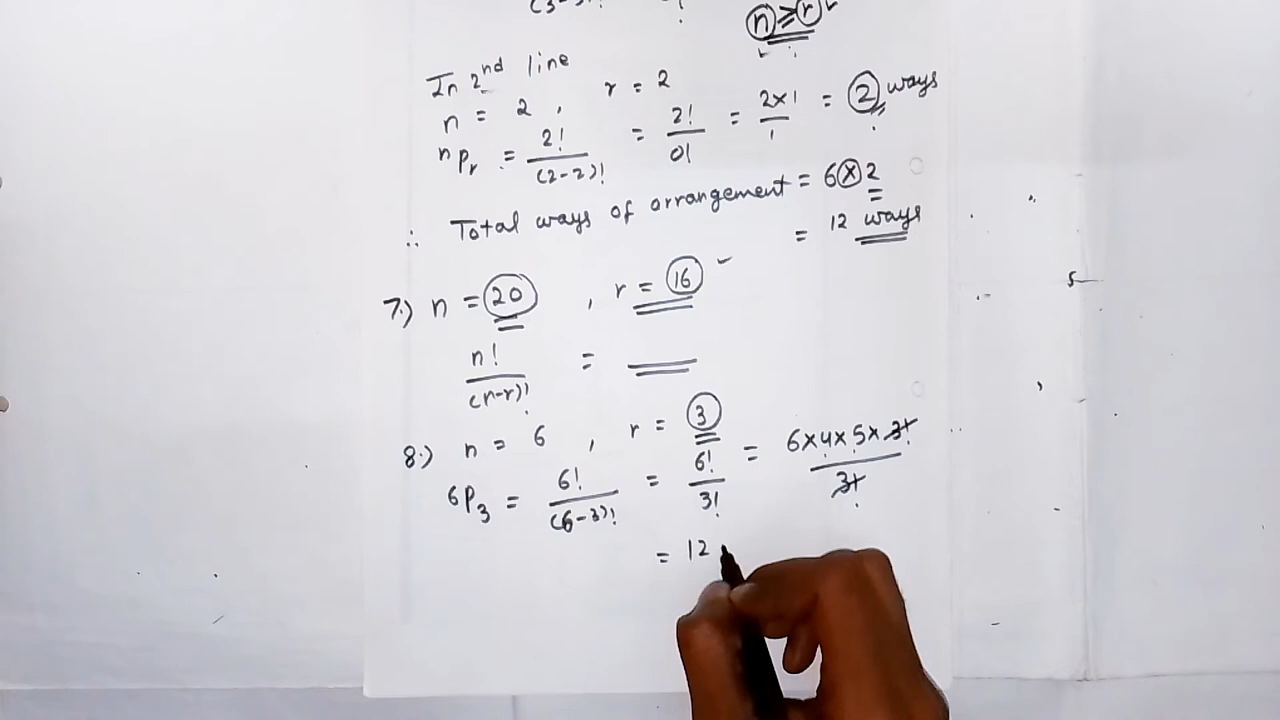 n ≥ r
In 2nd line
n = 2 , r = 2
nPr = 2!/(2-2)! = 2!/0! = 2×1/1 = 2 ways
∴ Total ways of arrangement = 6 × 2
= 12 ways
7.) n = 20 , r = 16
n!/(n-r)! =
8.) n = 6 , r = 3
6P3 = 6!/(6-3)! = 6!/3! = 6×4×5×3!/3!
= 12